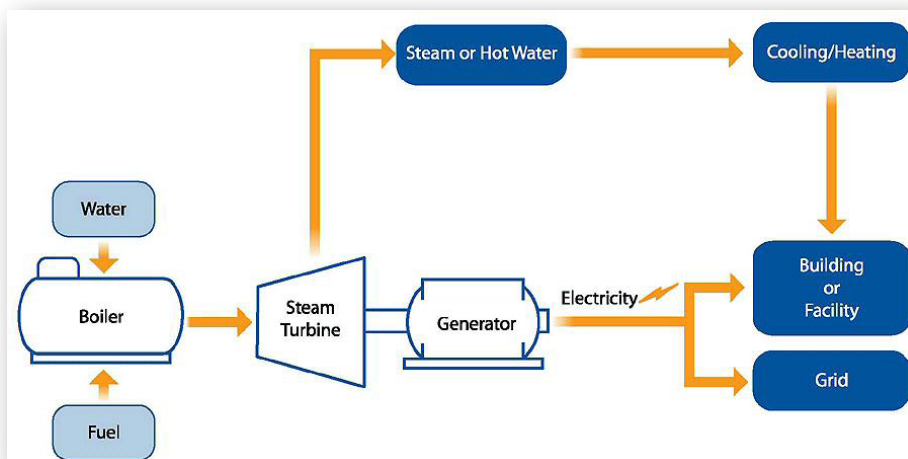 Steam or Hot Water
Cooling/Heating
Water
Boiler
Fuel
Steam
Turbine
Generator
Electricity
Building
or
Facility
Grid